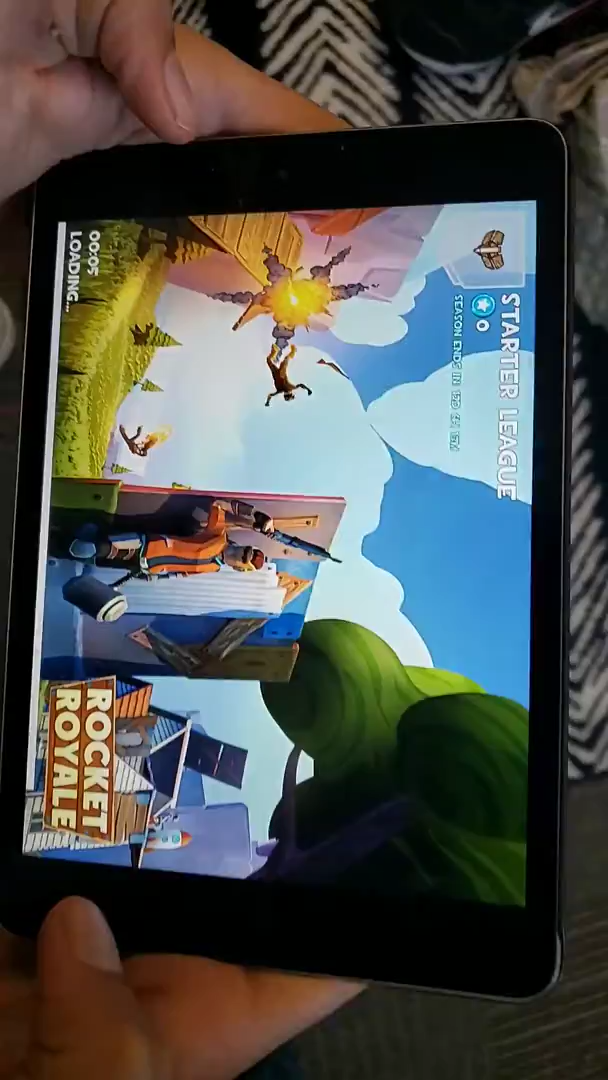 STARTER LEAGUE
0
SEASON ENDS IN
00:05
LOADING...
ROCKET
ROYALE